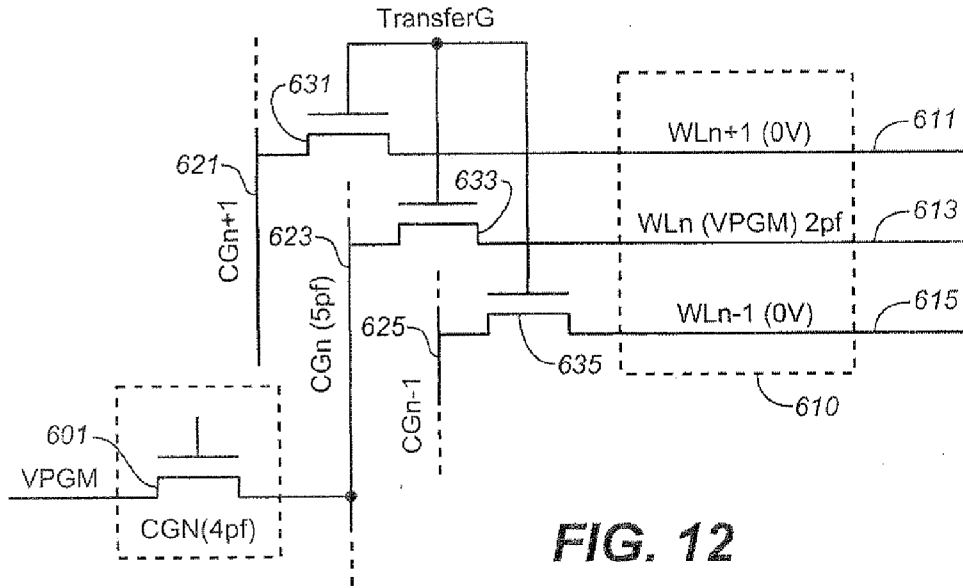 TransferG
631
WLn+1 (0V)
611
621
CGn+1
633
WLn (VPGM) 2pf
613
623
CGn (5pf)
WLn-1 (0V)
615
625
635
CGn-1
610
601
VPGM
CGN(4pf)
FIG. 12